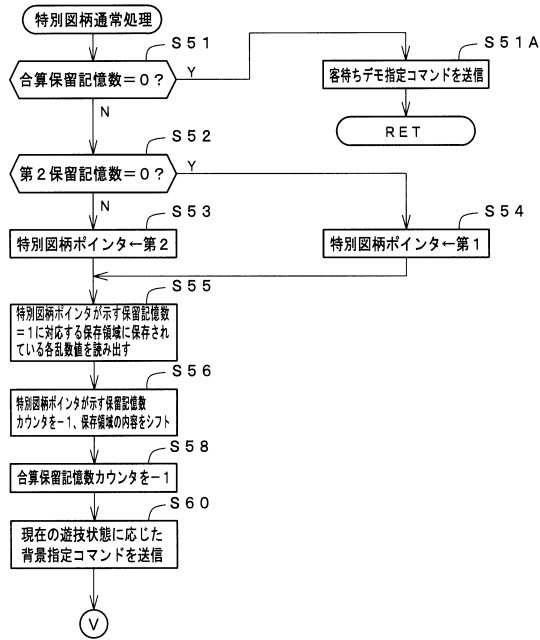 特別図柄通常処理
S51
合算保留記憶数=0?
Y
N
S51A
客待ちデモ指定コマンドを送信
RET
S52
第2保留記憶数=0?
Y
N
S53
特別図柄ポインタ←第2
S54
特別図柄ポインタ←第1
S55
特別図柄ポインタが示す保留記憶数
=1に対応する保存領域に保存され
ている各乱数値を読み出す
S56
特別図柄ポインタが示す保留記憶数
カウンタを-1、保存領域の内容をシフト
S58
合算保留記憶数カウンタを-1
S60
現在の遊技状態に応じた
背景指定コマンドを送信
V